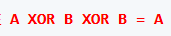 A XOR B XOR B = A